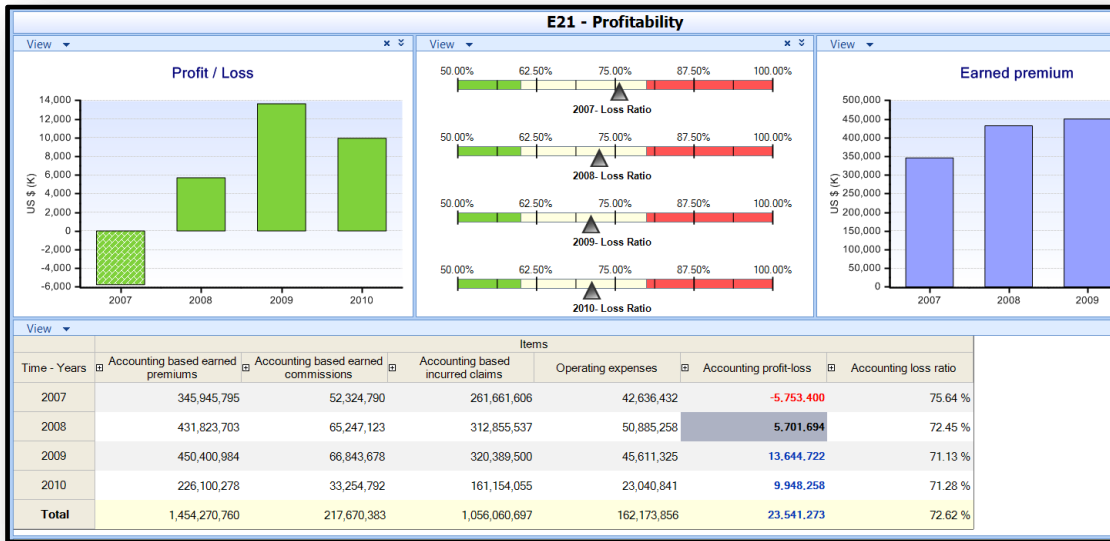 E21 - Profitability
View
Profit / Loss
US $ (K)
14,000
12,000
10,000
8,000
6,000
4,000
2,000
0
-2,000
-4,000
-6,000
2007 2008 2009 2010
View
50.00% 62.50% 75.00% 87.50% 100.00%
2007- Loss Ratio
50.00% 62.50% 75.00% 87.50% 100.00%
2008- Loss Ratio
50.00% 62.50% 75.00% 87.50% 100.00%
2009- Loss Ratio
50.00% 62.50% 75.00% 87.50% 100.00%
2010- Loss Ratio
View
Earned premium
US $ (K)
500,000
450,000
400,000
350,000
300,000
250,000
200,000
150,000
100,000
50,000
0
2007 2008 2009
View
Items
Time - Years Accounting based earned premiums Accounting based earned commissions Accounting based incurred claims Operating expenses Accounting profit-loss Accounting loss ratio
2007 345,945,795 52,324,790 261,661,606 42,636,432 -5,753,400 75.64 %
2008 431,823,703 65,247,123 312,855,537 50,885,258 5,701,694 72.45 %
2009 450,400,984 66,843,678 320,389,500 45,611,325 13,644,722 71.13 %
2010 226,100,278 33,254,792 161,154,055 23,040,841 9,948,258 71.28 %
Total 1,454,270,760 217,670,383 1,056,060,697 162,173,856 23,541,273 72.62 %